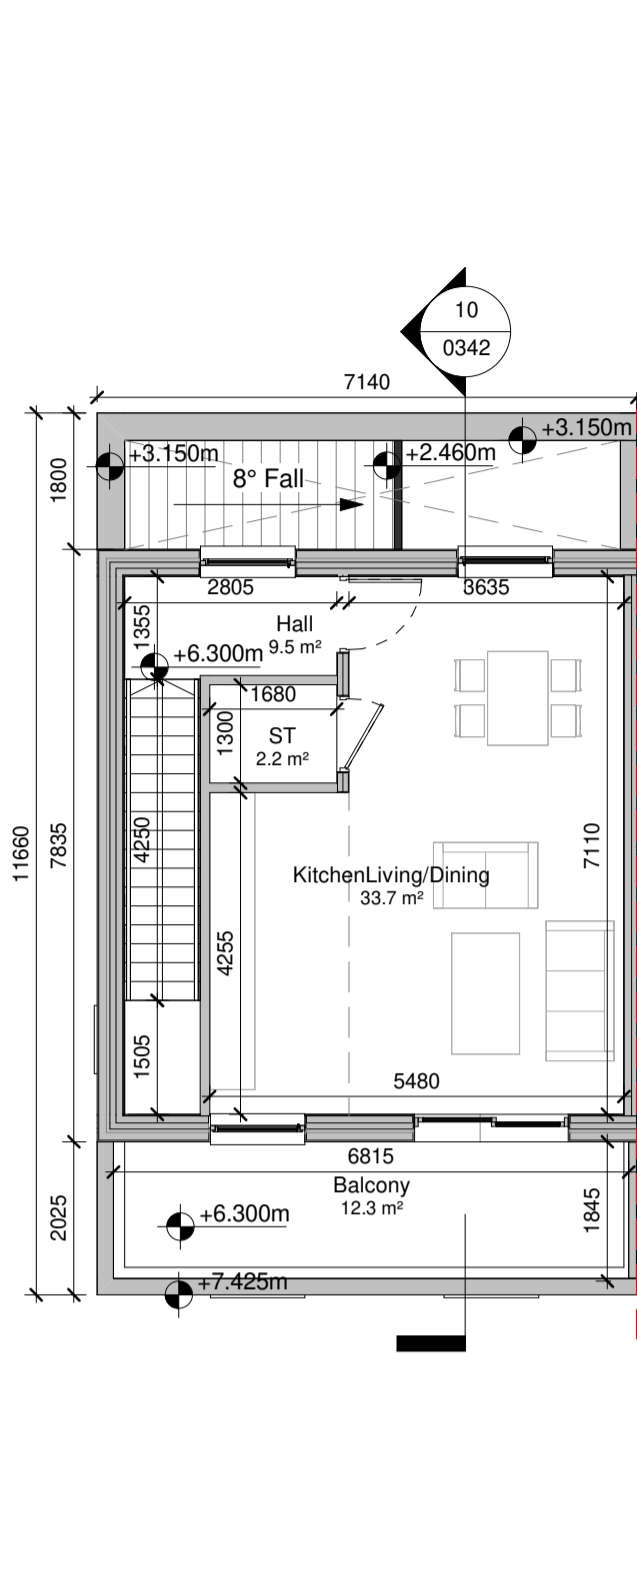 10
0342
7140
+3.150m
+3.150m
+2.460m
1800
8° Fall
2805
3635
1355
Hall
9.5 m²
+6.300m
1680
1300
ST
2.2 m²
11660
7835
4250
7110
KitchenLiving/Dining
33.7 m²
4255
1505
5480
6815
Balcony
12.3 m²
2025
+6.300m
1845
+7.425m